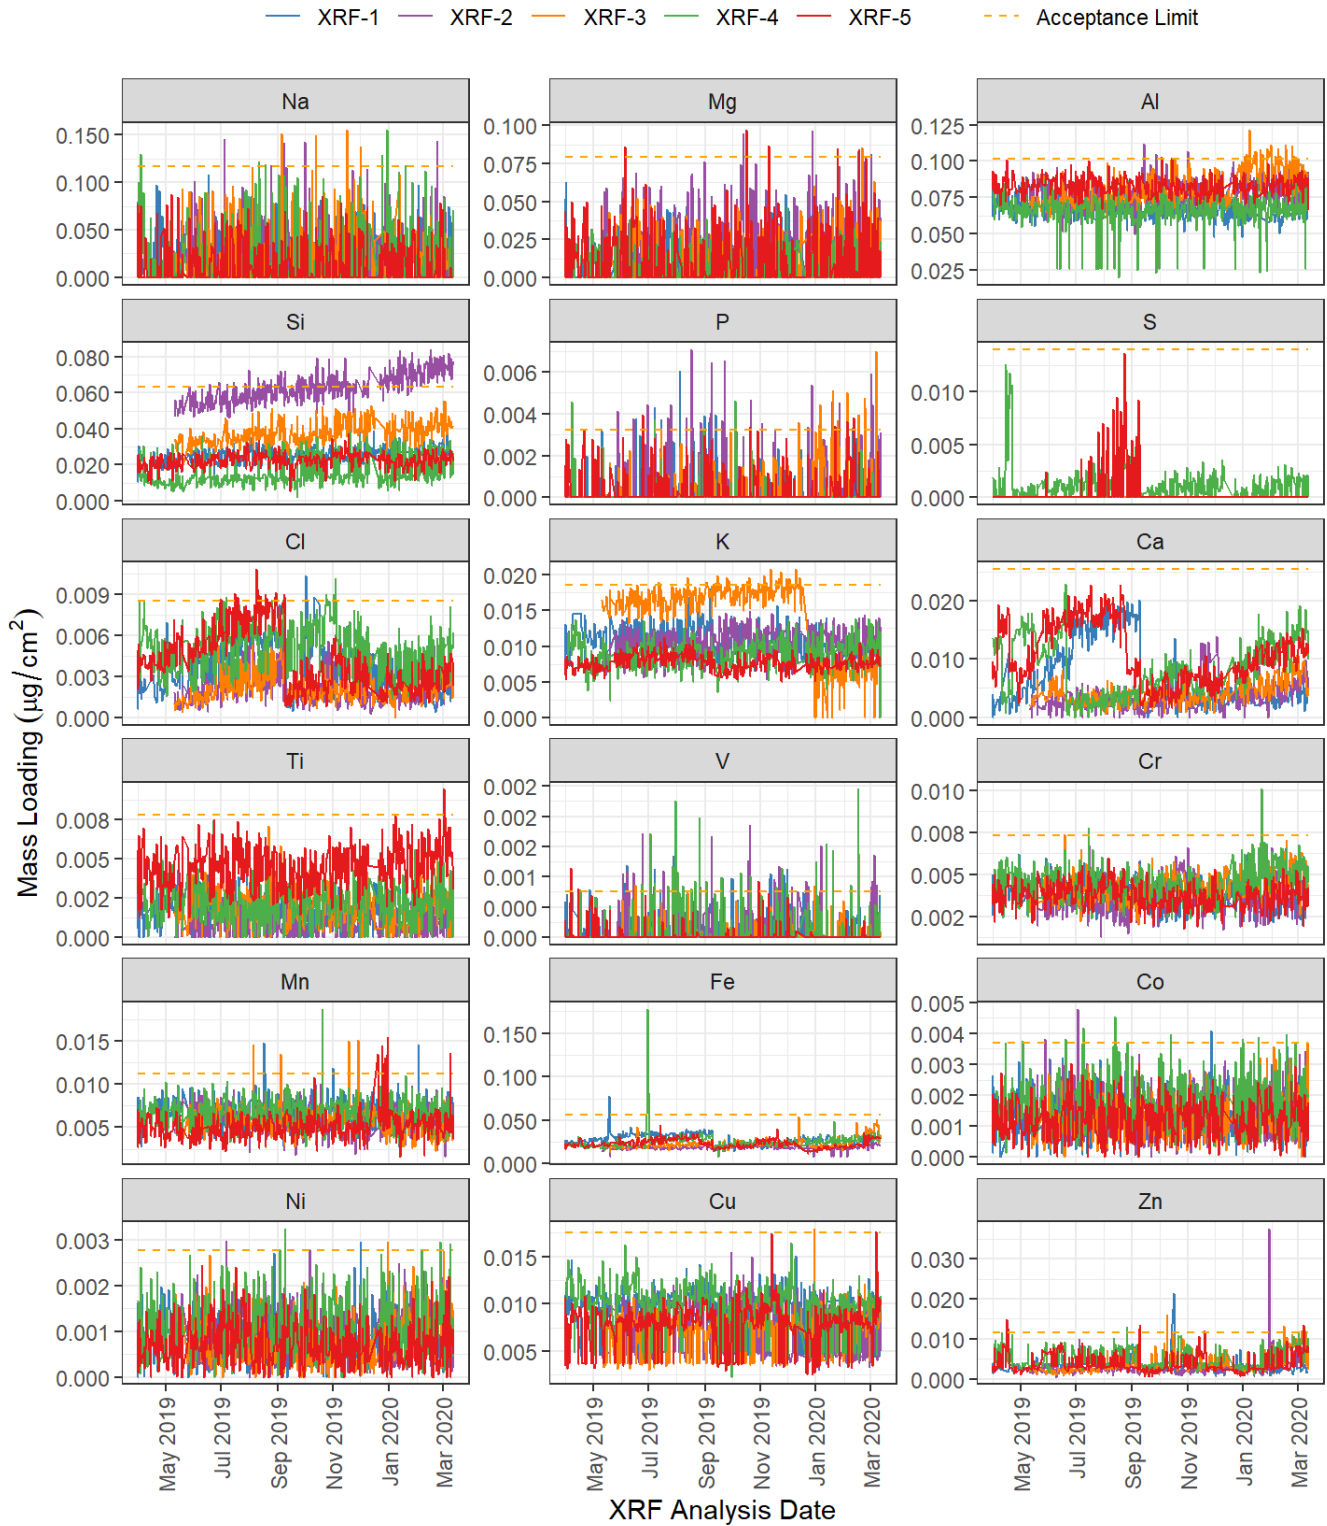 XRF-1 XRF-2 XRF-3 XRF-4 XRF-5 Acceptance Limit
Na Mg Al
0.150 0.100 0.050 0.000
0.100 0.075 0.050 0.025 0.000
0.125 0.100 0.075 0.050 0.025
Si P S
0.080 0.060 0.040 0.020 0.000
0.006 0.004 0.002 0.000
0.010 0.005 0.000
Cl K Ca
0.009 0.006 0.003 0.000
0.020 0.015 0.010 0.005 0.000
0.020 0.010 0.000
Ti V Cr
0.008 0.005 0.002 0.000
0.002 0.002 0.002 0.001 0.000 0.000
0.010 0.008 0.005 0.002
Mn Fe Co
0.015 0.010 0.005
0.150 0.100 0.050 0.000
0.005 0.004 0.003 0.002 0.001 0.000
Ni Cu Zn
0.003 0.002 0.001 0.000
0.015 0.010 0.005
0.030 0.020 0.010 0.000
May 2019 Jul 2019 Sep 2019 Nov 2019 Jan 2020 Mar 2020
May 2019 Jul 2019 Sep 2019 Nov 2019 Jan 2020 Mar 2020
May 2019 Jul 2019 Sep 2019 Nov 2019 Jan 2020 Mar 2020
Mass Loading (μg/cm²)
XRF Analysis Date